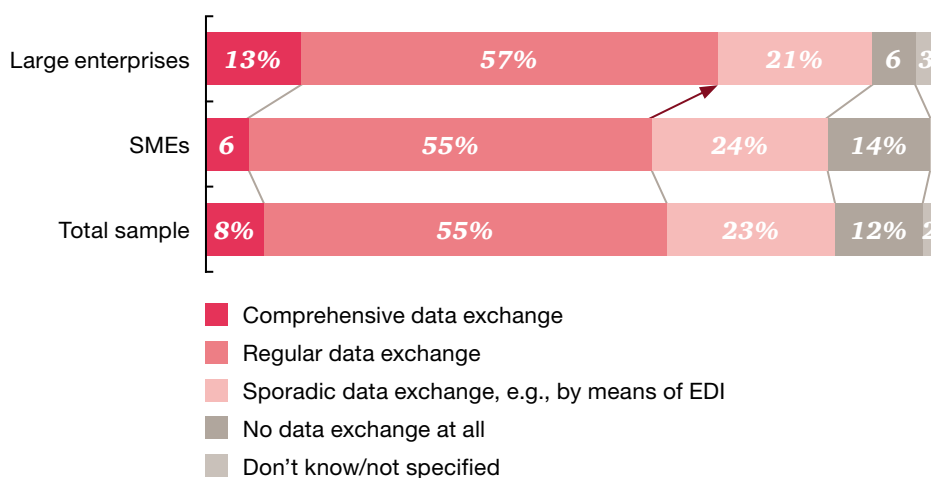 Large enterprises 13% 57% 21% 6 3
SMEs 6 55% 24% 14%
Total sample 8% 55% 23% 12% 2
Comprehensive data exchange
Regular data exchange
Sporadic data exchange, e.g., by means of EDI
No data exchange at all
Don't know/not specified